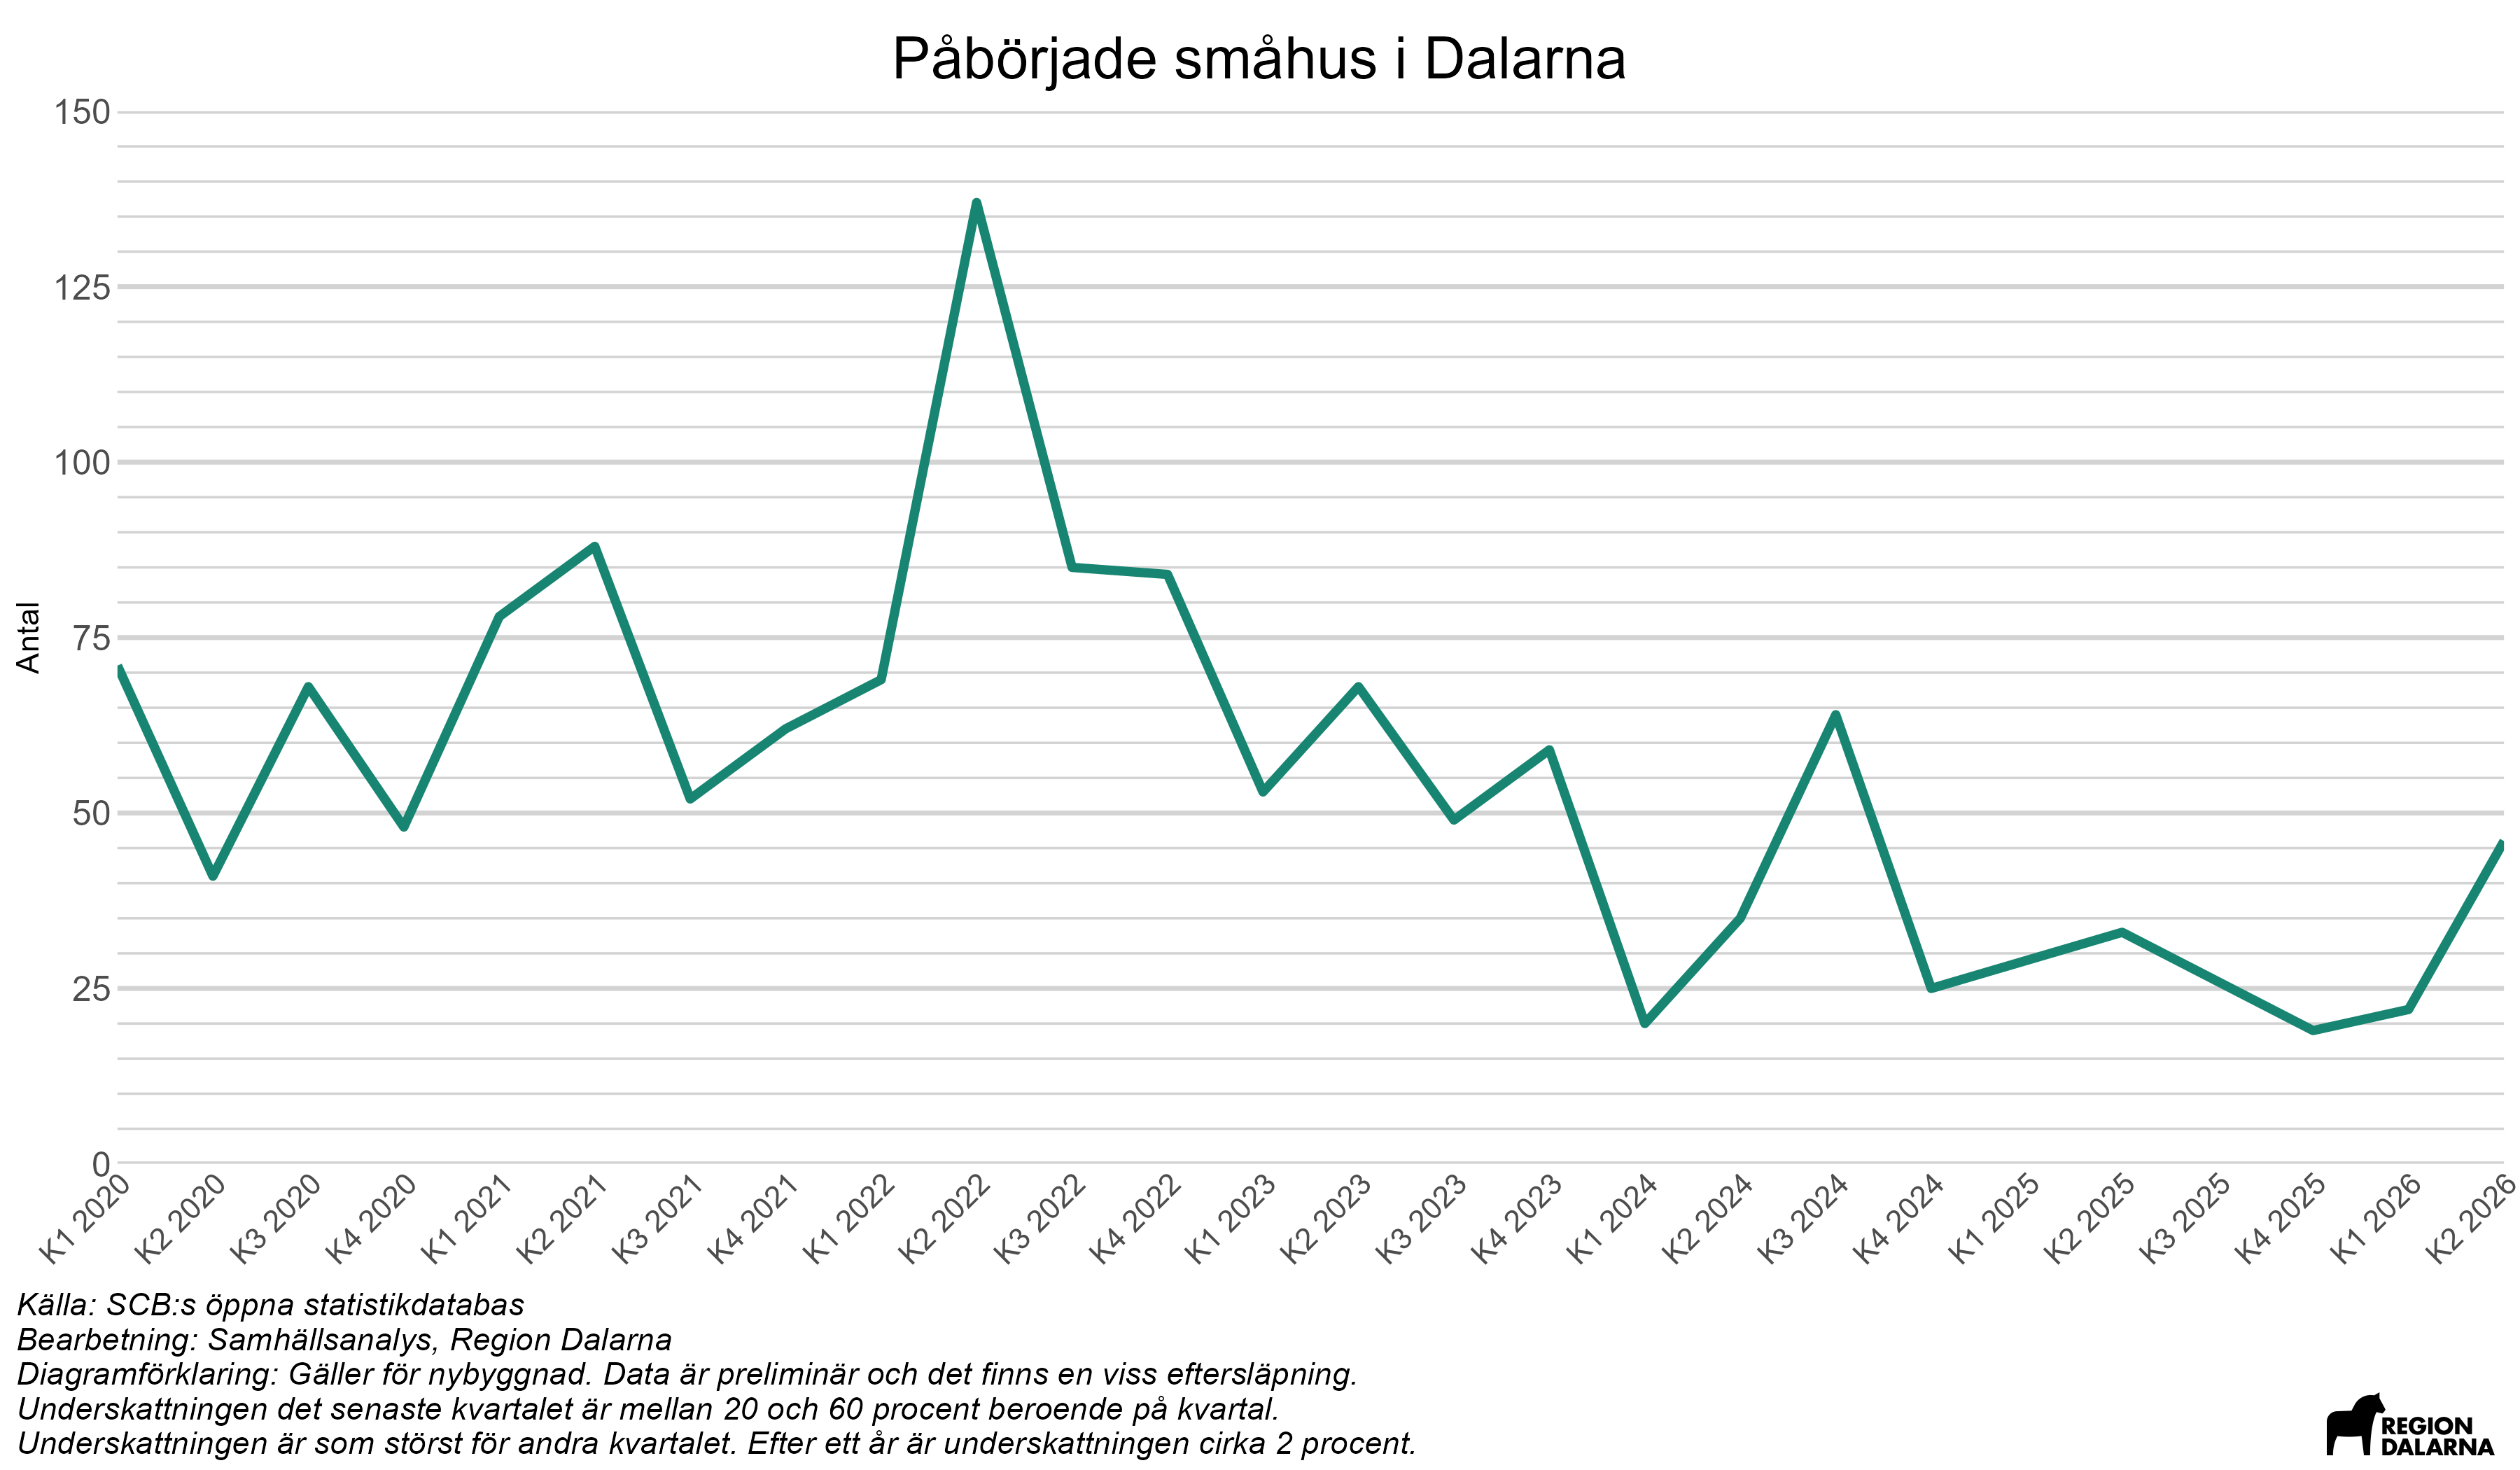 Påbörjade småhus i Dalarna
150
125
100
75
50
25
0
Antal
K1 2020
K2 2020
K3 2020
K4 2020
K1 2021
K2 2021
K3 2021
K4 2021
K1 2022
K2 2022
K3 2022
K4 2022
K1 2023
K2 2023
K3 2023
K4 2023
K1 2024
K2 2024
K3 2024
K4 2024
K1 2025
K2 2025
K3 2025
K4 2025
K1 2026
K2 2026
Källa: SCB:s öppna statistikdatabas
Bearbetning: Samhällsanalys, Region Dalarna
Diagramförklaring: Gäller för nybyggnad. Data är preliminär och det finns en viss eftersläpning.
Underskattningen det senaste kvartalet är mellan 20 och 60 procent beroende på kvartal.
Underskattningen är som störst för andra kvartalet. Efter ett år är underskattningen cirka 2 procent.
REGION
DALARNA